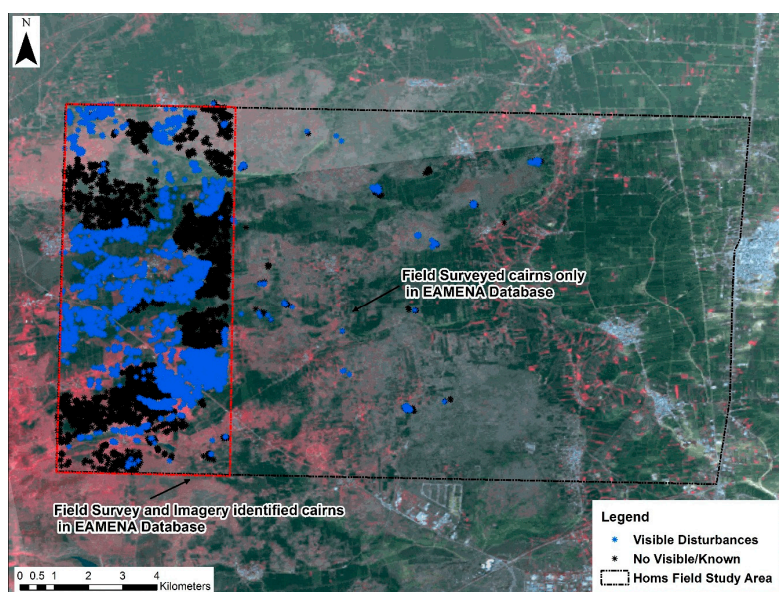 N
Field Surveyed cairns only
in EAMENA Database
Field Survey and Imagery identified cairns
in EAMENA Database
Legend
Visible Disturbances
No Visible/Known
Homs Field Study Area
0 0.5 1 2 3 4
Kilometers